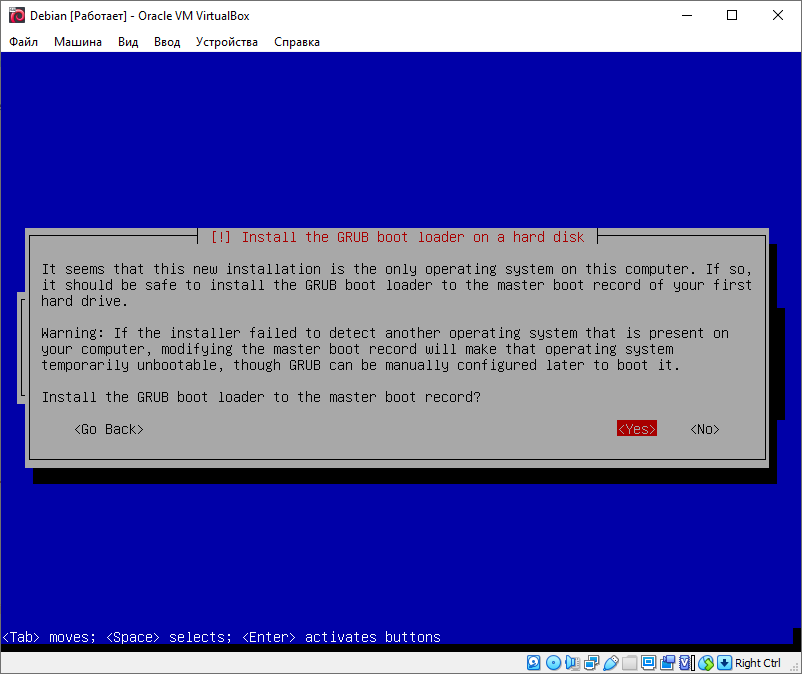 Debian [Работает] - Oracle VM VirtualBox
Файл Машина Вид Ввод Устройства Справка
[!] Install the GRUB boot loader on a hard disk
It seems that this new installation is the only operating system on this computer. If so,
it should be safe to install the GRUB boot loader to the master boot record of your first
hard drive.
Warning: If the installer failed to detect another operating system that is present on
your computer, modifying the master boot record will make that operating system
temporarily unbootable, though GRUB can be manually configured later to boot it.
Install the GRUB boot loader to the master boot record?
<Go Back> <Yes> <No>
<Tab> moves; <Space> selects; <Enter> activates buttons
Right Ctrl